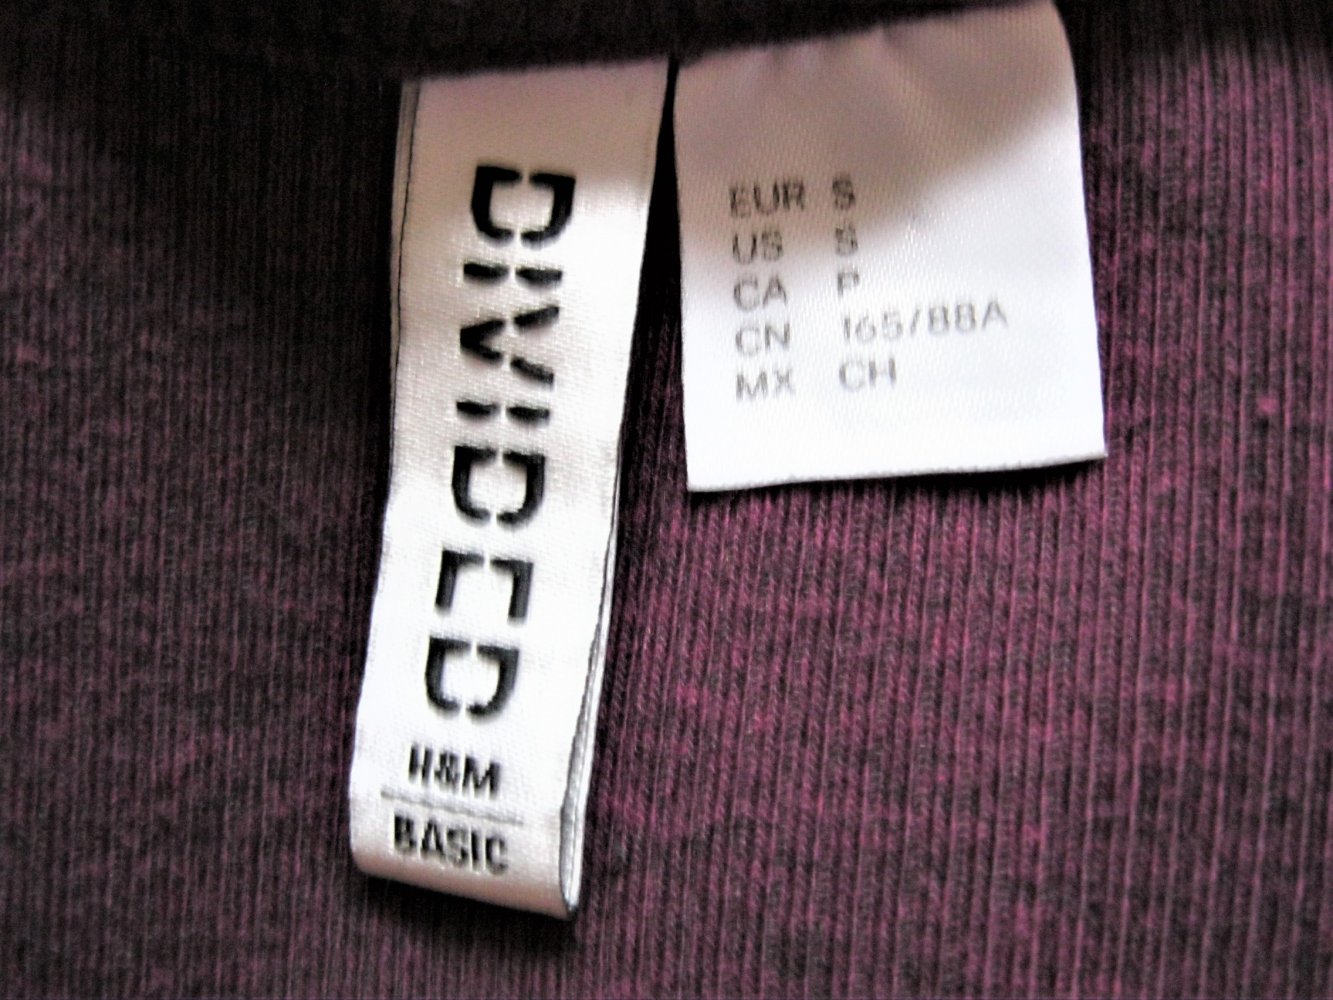 DIVIDED
H&M
BASIC
EUR S
US S
CA P
CN 165/88A
MX CH